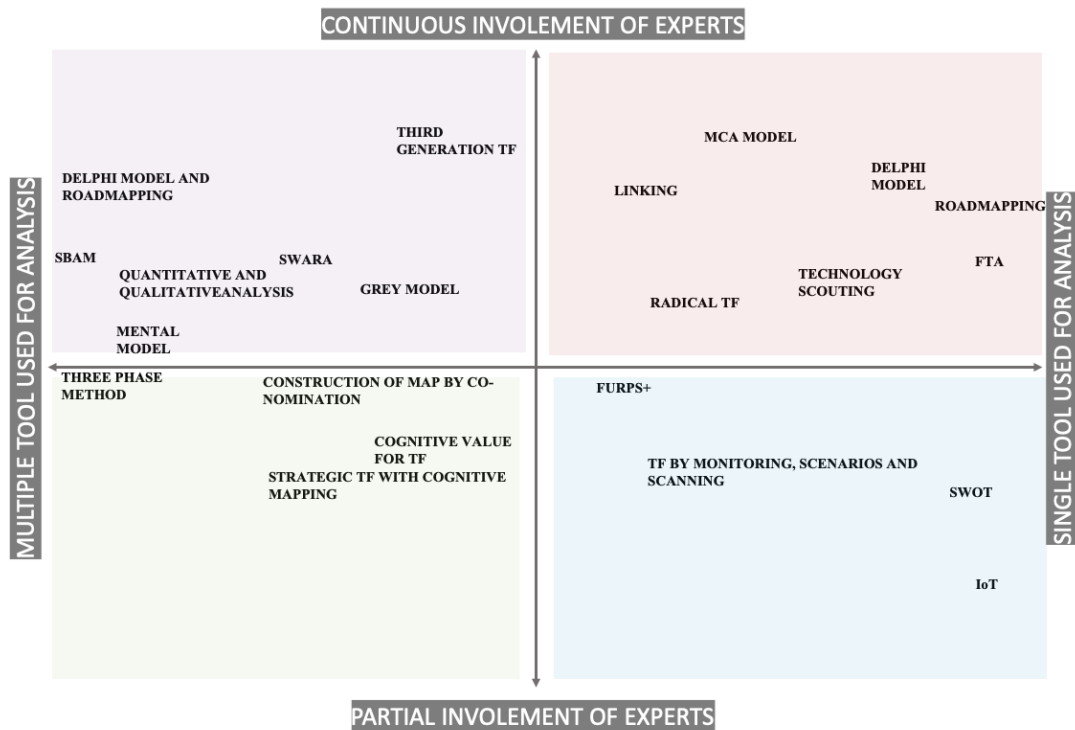 CONTINUOUS INVOLEMENT OF EXPERTS
MULTIPLE TOOL USED FOR ANALYSIS
THIRD
GENERATION TF
DELPHI MODEL AND
ROADMAPPING
SBAM
SWARA
QUANTITATIVE AND
QUALITATIVEANALYSIS
GREY MODEL
MENTAL
MODEL
MCA MODEL
DELPHI
MODEL
LINKING
ROADMAPPING
FTA
TECHNOLOGY
SCOUTING
RADICAL TF
THREE PHASE
METHOD
CONSTRUCTION OF MAP BY CO-
NOMINATION
COGNITIVE VALUE
FOR TF
STRATEGIC TF WITH COGNITIVE
MAPPING
FURPS+
TF BY MONITORING, SCENARIOS AND
SCANNING
SWOT
IoT
SINGLE TOOL USED FOR ANALYSIS
PARTIAL INVOLEMENT OF EXPERTS